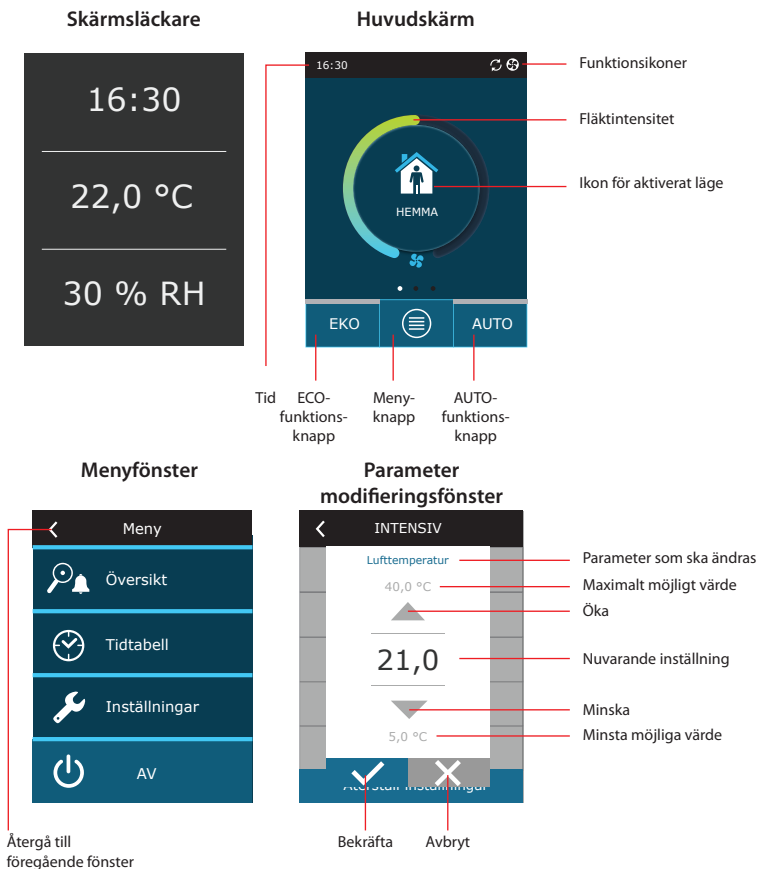 Skärmsläckare
Huvudskärm
16:30
22,0 °C
30 % RH
16:30
HEMMA
EKO
AUTO
Funktionsikoner
Fläktintensitet
Ikon för aktiverat läge
Tid
ECO-
funktions-
knapp
Meny-
knapp
AUTO-
funktions-
knapp
Menyfönster
Parameter
modifieringsfönster
Meny
Översikt
Tidtabell
Inställningar
AV
Återgå till
föregående fönster
INTENSIV
Lufttemperatur
40,0 °C
21,0
5,0 °C
Återställ inställningar
Parameter som ska ändras
Maximalt möjligt värde
Öka
Nuvarande inställning
Minska
Minsta möjliga värde
Bekräfta
Avbryt